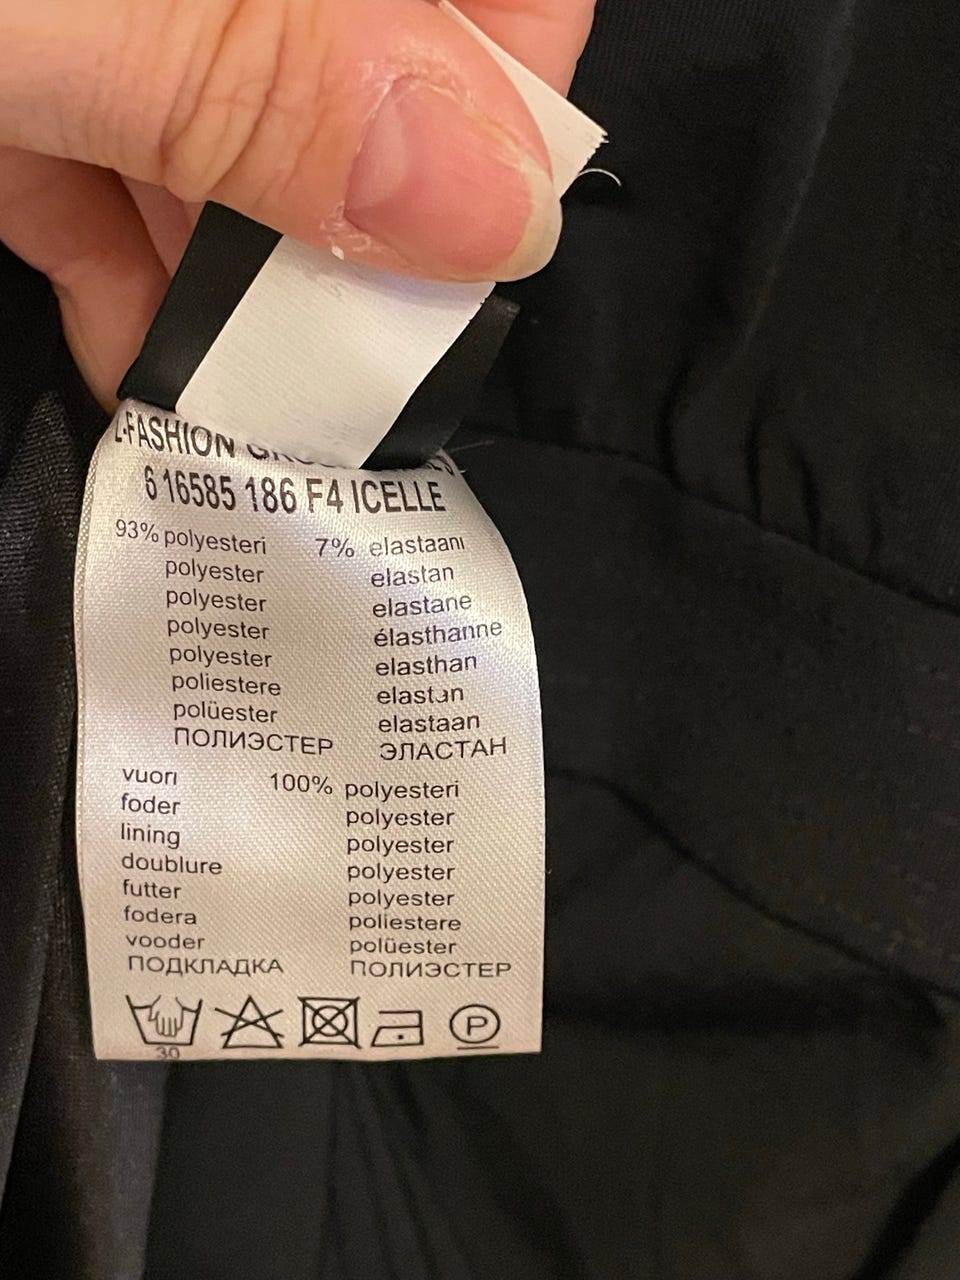 L-FASHION
6 16585 186 F4 ICELLE
93% polyesteri 7% elastaani
polyester elastan
polyester elastane
polyester élasthanne
polyester elasthan
poliestere elastan
polüester elastaan
ПОЛИЭСТЕР ЭЛАСТАН
vuori 100% polyesteri
foder polyester
lining polyester
doublure polyester
futter polyester
fodera poliestere
vooder polüester
ПОДКЛАДКА ПОЛИЭСТЕР
30
P